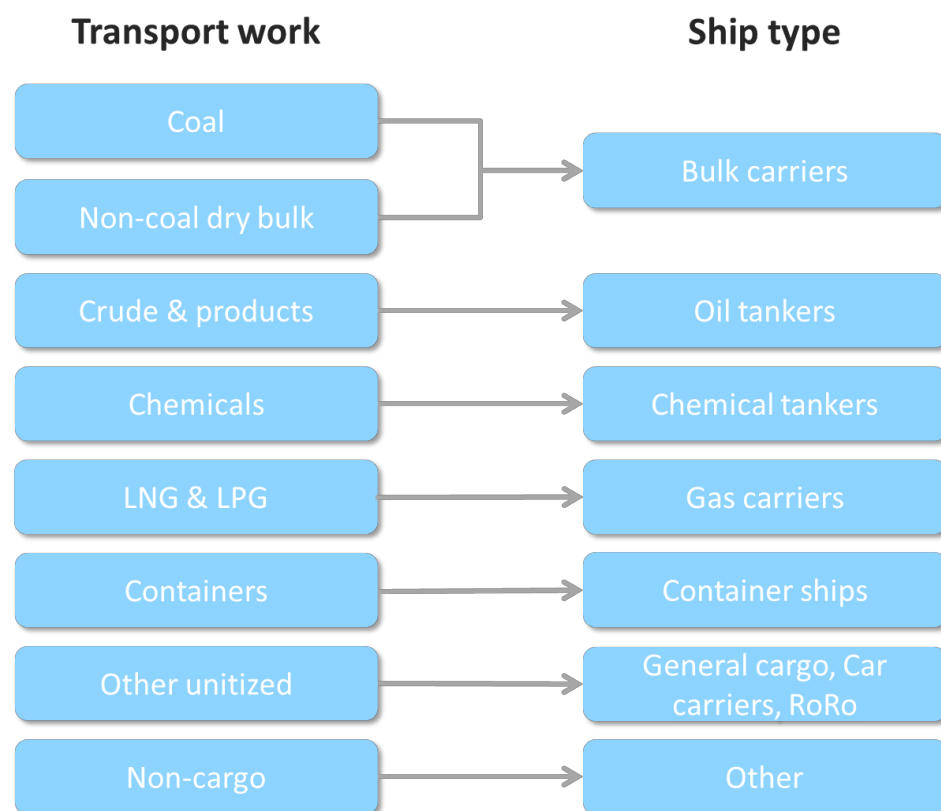 Transport work
Ship type
Coal
Bulk carriers
Non-coal dry bulk
Crude & products
Oil tankers
Chemicals
Chemical tankers
LNG & LPG
Gas carriers
Containers
Container ships
Other unitized
General cargo, Car
carriers, RoRo
Non-cargo
Other